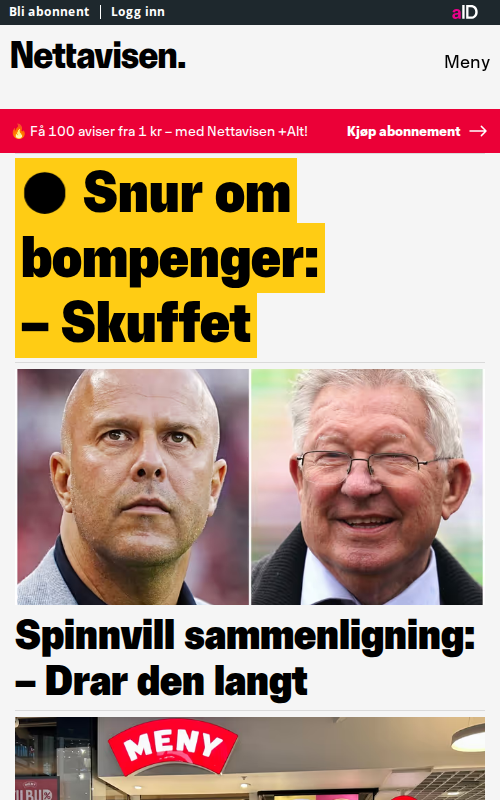 Bli abonnent | Logg inn
aID
Nettavisen.
Meny
🔥 Få 100 aviser fra 1 kr – med Nettavisen +Alt!
Kjøp abonnement →
● Snur om
bompenger:
– Skuffet
Spinnvill sammenligning:
– Drar den langt
MENY
TILBUD